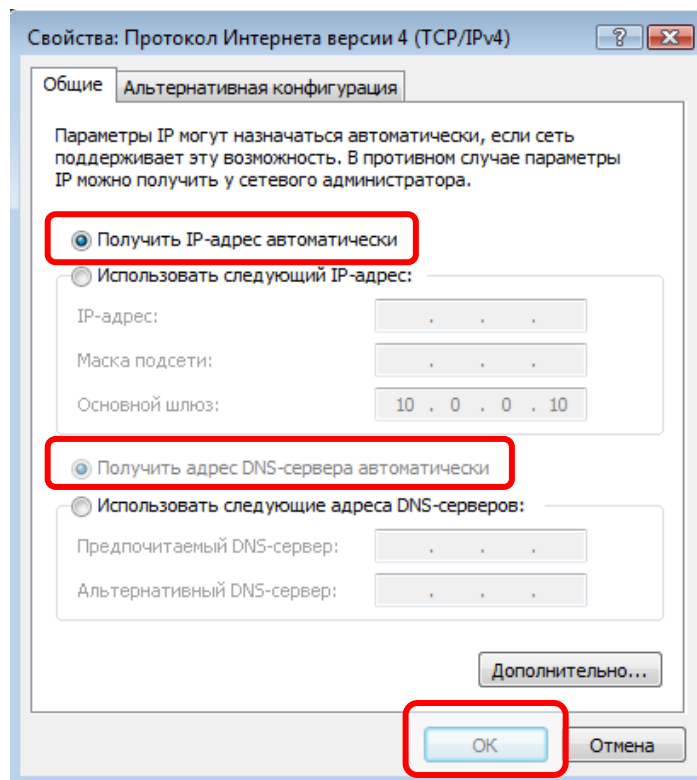 Свойства: Протокол Интернета версии 4 (TCP/IPv4)
Общие
Альтернативная конфигурация
Параметры IP могут назначаться автоматически, если сеть
поддерживает эту возможность. В противном случае параметры
IP можно получить у сетевого администратора.
Получить IP-адрес автоматически
Использовать следующий IP-адрес:
IP-адрес:
Маска подсети:
Основной шлюз: 10 . 0 . 0 . 10
Получить адрес DNS-сервера автоматически
Использовать следующие адреса DNS-серверов:
Предпочитаемый DNS-сервер:
Альтернативный DNS-сервер:
Дополнительно...
ОК Отмена